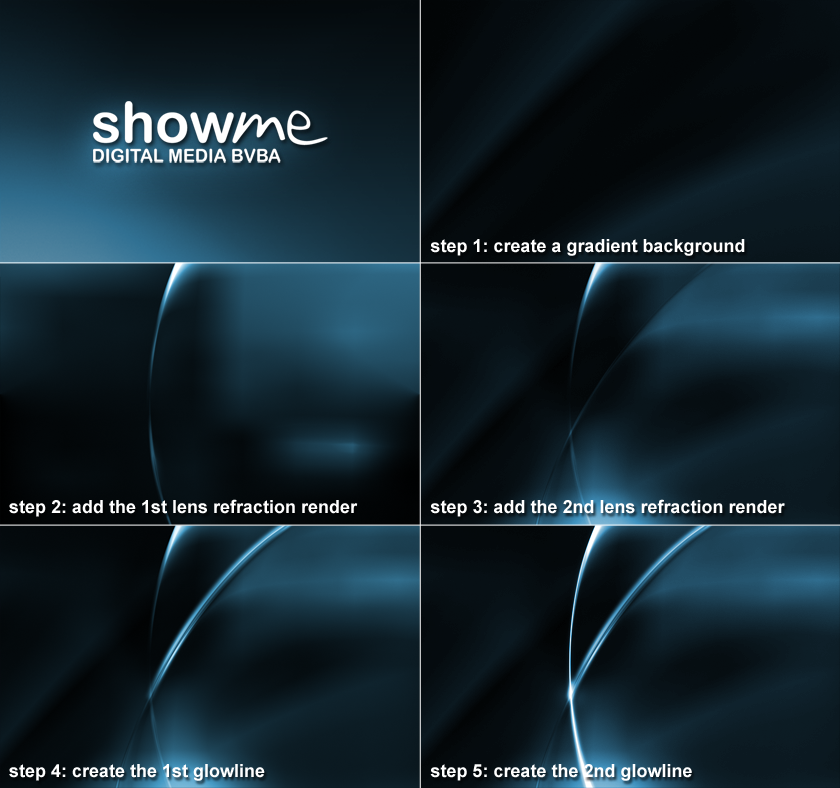 showme
DIGITAL MEDIA BVBA
step 1: create a gradient background
step 2: add the 1st lens refraction render
step 3: add the 2nd lens refraction render
step 4: create the 1st glowline
step 5: create the 2nd glowline